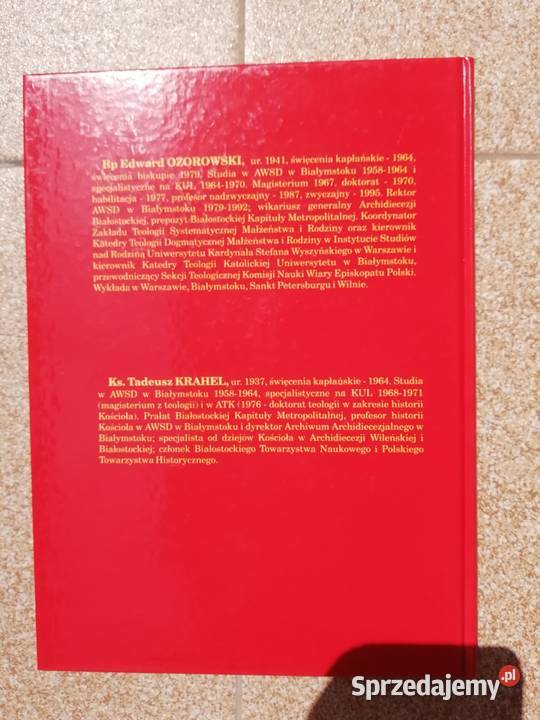 Bp Edward OZOROWSKI, ur. 1941, święcenia kapłańskie - 1964,
święcenia biskupie 1979. Studia w AWSD w Białymstoku 1958-1964 i
specjalistyczne na KUL 1964-1970. Magisterium 1967, doktorat - 1970,
habilitacja - 1977, profesor nadzwyczajny - 1987, zwyczajny - 1995. Rektor
AWSD w Białymstoku 1979-1992; wikariusz generalny Archidiecezji
Białostockiej, prepozyt Białostockiej Kapituły Metropolitalnej. Koordynator
Zakładu Teologii Systematycznej Małżeństwa i Rodziny oraz kierownik
Katedry Teologii Dogmatycznej Małżeństwa i Rodziny w Instytucie Studiów
nad Rodziną Uniwersytetu Kardynała Stefana Wyszyńskiego w Warszawie i
kierownik Katedry Teologii Katolickiej Uniwersytetu w Białymstoku,
przewodniczący Sekcji Teologicznej Komisji Nauki Wiary Episkopatu Polski.
Wykłada w Warszawie, Białymstoku, Sankt Petersburgu i Wilnie.
Ks. Tadeusz KRAHEL, ur. 1937, święcenia kapłańskie - 1964. Studia
w AWSD w Białymstoku 1958-1964, specjalistyczne na KUL 1968-1971
(magisterium z teologii) i w ATK (1976 - doktorat teologii w zakresie historii
Kościoła). Prałat Białostockiej Kapituły Metropolitalnej, profesor historii
Kościoła w AWSD w Białymstoku i dyrektor Archiwum Archidiecezjalnego w
Białymstoku; specjalista od dziejów Kościoła w Archidiecezji Wileńskiej i
Białostockiej; członek Białostockiego Towarzystwa Naukowego i Polskiego
Towarzystwa Historycznego.
Sprzedajemy.pl